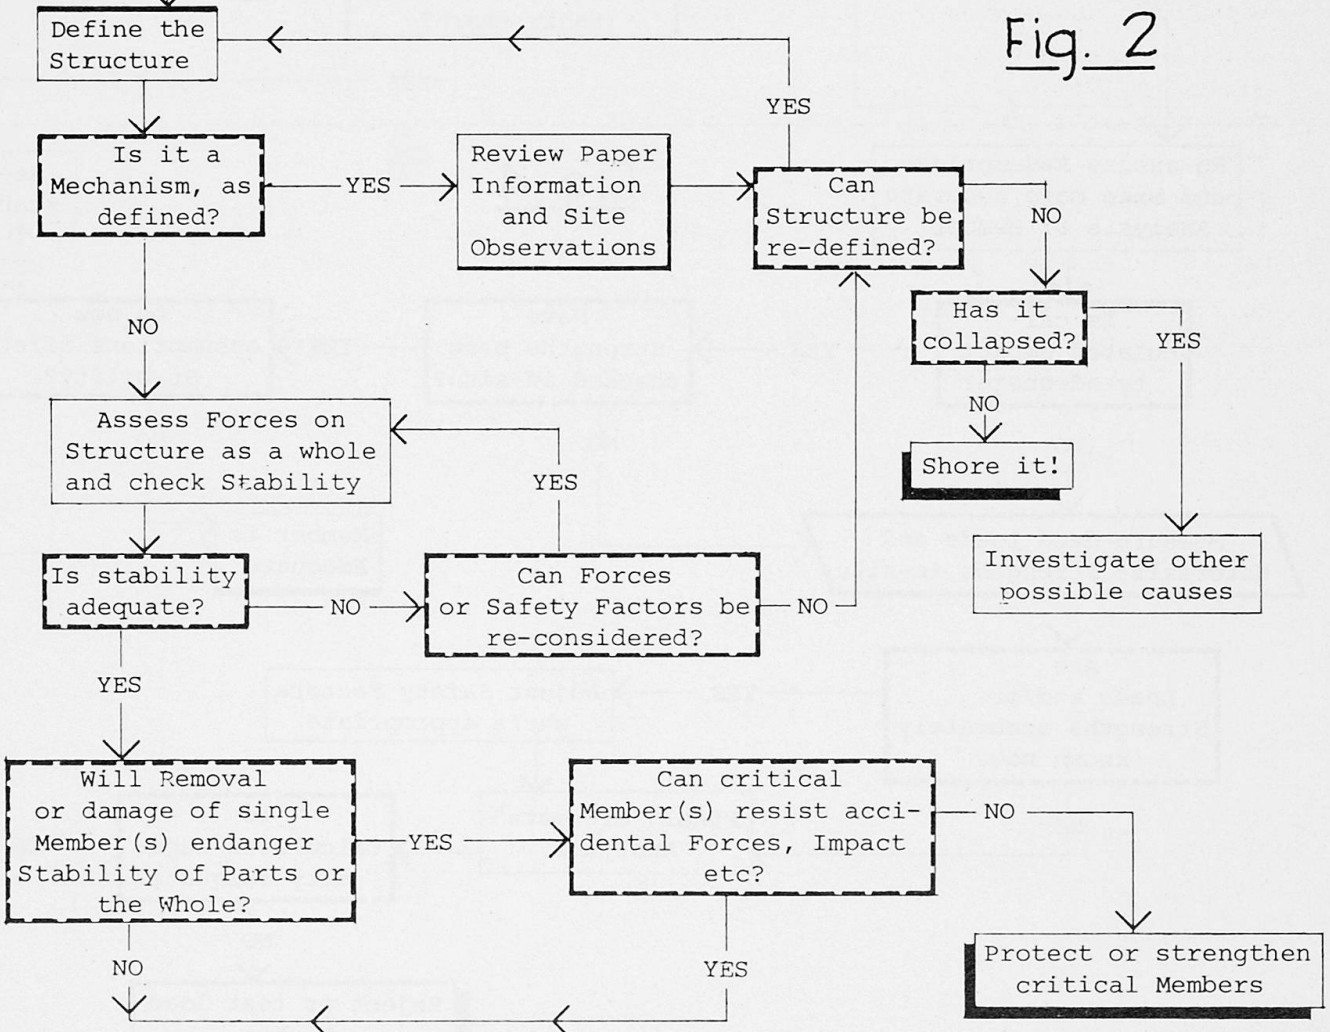 Fig. 2
Define the
Structure
YES
Is it a
Mechanism, as
defined?
YES
Review Paper
Information
and Site
Observations
Can
Structure be
re-defined?
NO
NO
Has it
collapsed?
YES
NO
Shore it!
Investigate other
possible causes
Assess Forces on
Structure as a whole
and check Stability
YES
Is stability
adequate?
NO
Can Forces
or Safety Factors be
re-considered?
NO
YES
Will Removal
or damage of single
Member(s) endanger
Stability of Parts or
the Whole?
YES
Can critical
Member(s) resist acci-
dental Forces, Impact
etc?
NO
NO
YES
Protect or strengthen
critical Members